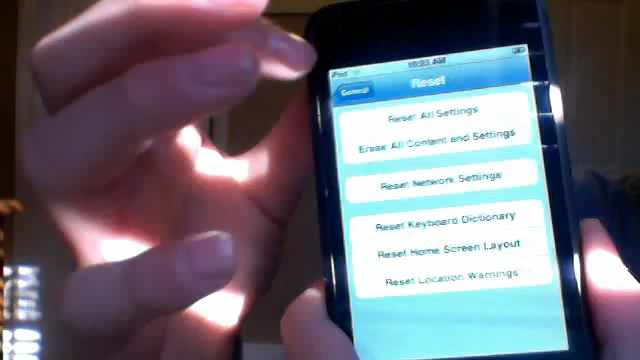 iPod 10:23 AM
Reset
General
Reset All Settings
Erase All Content and Settings
Reset Network Settings
Reset Keyboard Dictionary
Reset Home Screen Layout
Reset Location Warnings